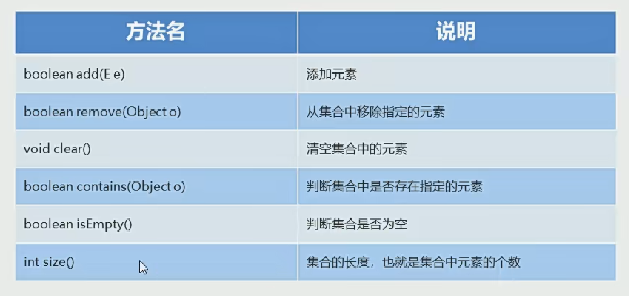 方法名 说明
boolean add(E e) 添加元素
boolean remove(Object o) 从集合中移除指定的元素
void clear() 清空集合中的元素
boolean contains(Object o) 判断集合中是否存在指定的元素
boolean isEmpty() 判断集合是否为空
int size() 集合的长度，也就是集合中元素的个数